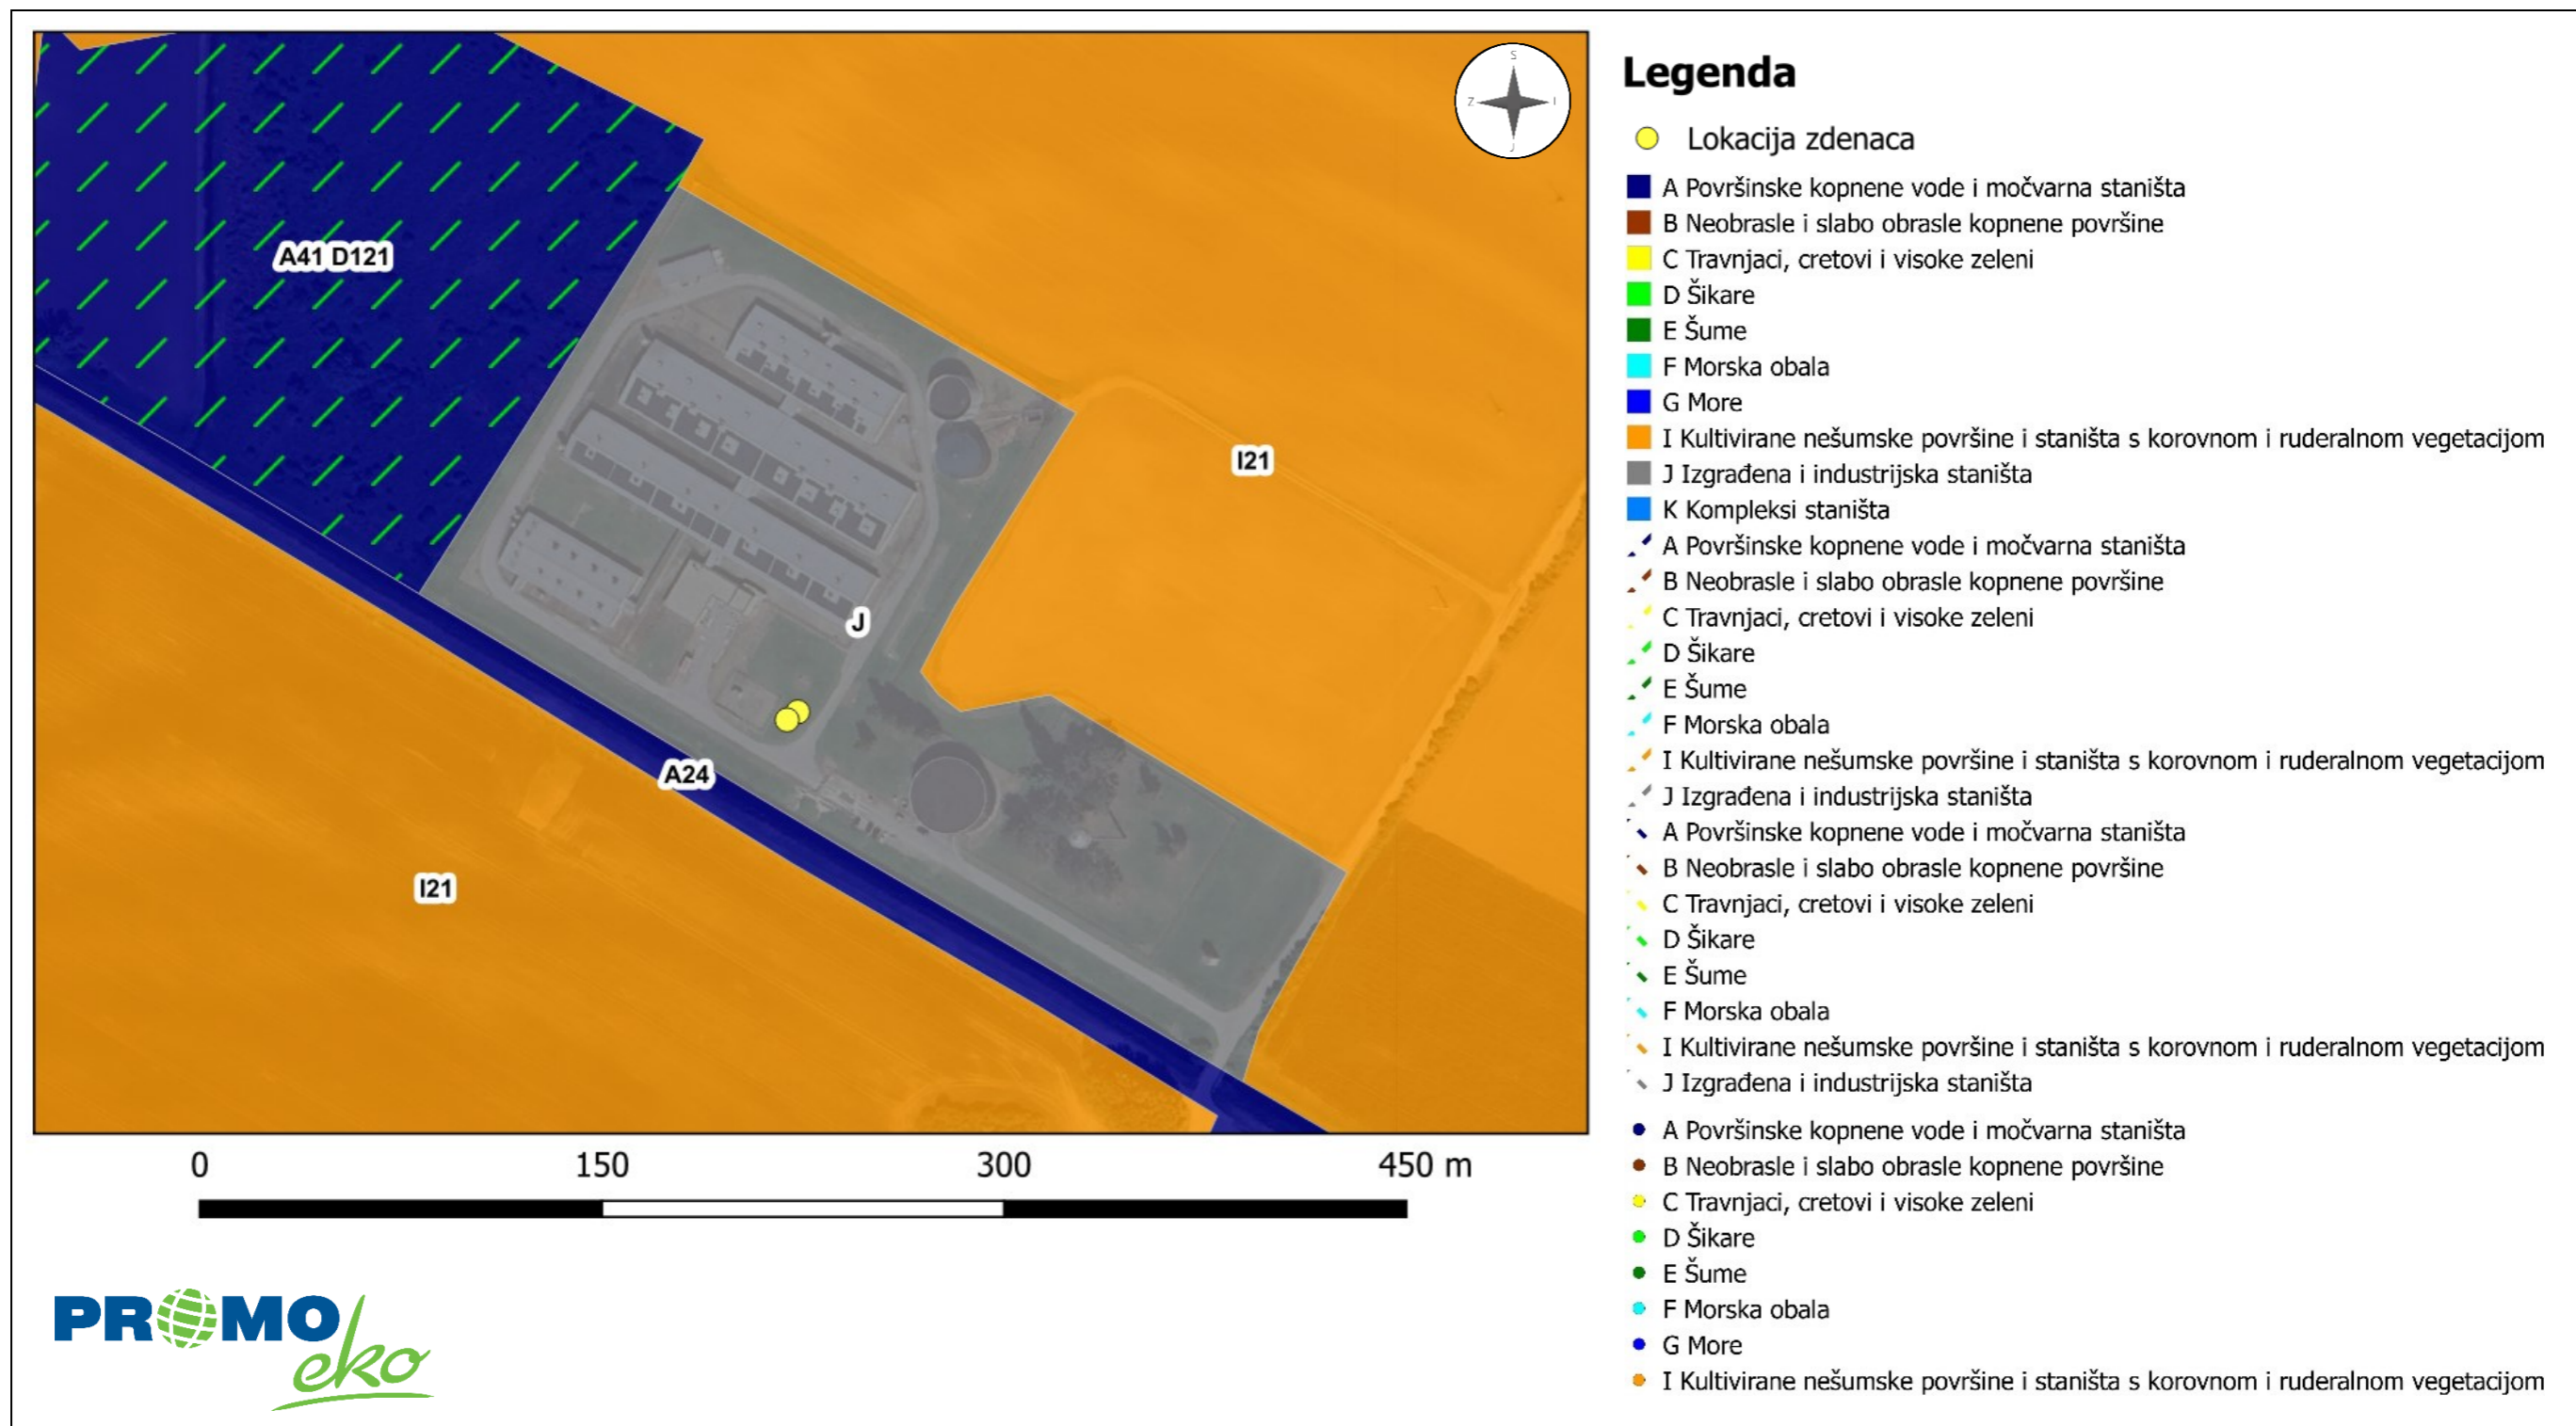 S
Z
I
J
A41 D121
I21
J
A24
I21
0 150 300 450 m
PROMO
eko
Legenda
Lokacija zdenaca
A Površinske kopnene vode i močvarna staništa
B Neobrasle i slabo obrasle kopnene površine
C Travnjaci, cretovi i visoke zeleni
D Šikare
E Šume
F Morska obala
G More
I Kultivirane nešumske površine i staništa s korovnom i ruderalnom vegetacijom
J Izgrađena i industrijska staništa
K Kompleksi staništa
A Površinske kopnene vode i močvarna staništa
B Neobrasle i slabo obrasle kopnene površine
C Travnjaci, cretovi i visoke zeleni
D Šikare
E Šume
F Morska obala
I Kultivirane nešumske površine i staništa s korovnom i ruderalnom vegetacijom
J Izgrađena i industrijska staništa
A Površinske kopnene vode i močvarna staništa
B Neobrasle i slabo obrasle kopnene površine
C Travnjaci, cretovi i visoke zeleni
D Šikare
E Šume
F Morska obala
I Kultivirane nešumske površine i staništa s korovnom i ruderalnom vegetacijom
J Izgrađena i industrijska staništa
A Površinske kopnene vode i močvarna staništa
B Neobrasle i slabo obrasle kopnene površine
C Travnjaci, cretovi i visoke zeleni
D Šikare
E Šume
F Morska obala
G More
I Kultivirane nešumske površine i staništa s korovnom i ruderalnom vegetacijom